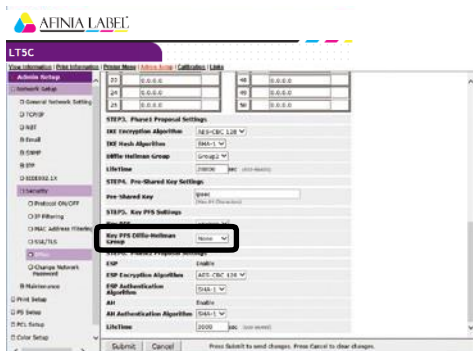 AFINIA LABEL
LT5C
View Information | Print Information | Printer Menu | Admin Setup | Calibration | Links
Admin Setup
Network Setup
General Network Setting
TCP/IP
NBT
Email
SNMP
IEEE802.1X
Security
Protocol ON/OFF
IP Filtering
MAC Address Filtering
SSL/TLS
Change Network
Password
Maintenance
Print Setup
PS Setup
PCL Setup
Color Setup
23 0.0.0.0 48 0.0.0.0
24 0.0.0.0 49 0.0.0.0
25 0.0.0.0 50 0.0.0.0
STEP3. Phase1 Proposal Settings
IKE Encryption Algorithm AES-CBC 128
IKE Hash Algorithm SHA-1
Diffie-Hellman Group Group2
LifeTime sec
STEP4. Pre-Shared Key Settings
Pre-Shared Key ipsec
STEP5. Key PFS Settings
Key PFS Diffie-Hellman None
Group
ESP Enable
ESP Encryption Algorithm AES-CBC 128
ESP Authentication SHA-1
Algorithm
AH Enable
AH Authentication Algorithm SHA-1
LifeTime 3600 sec
Submit Cancel Press Submit to send changes. Press Cancel to clear changes.